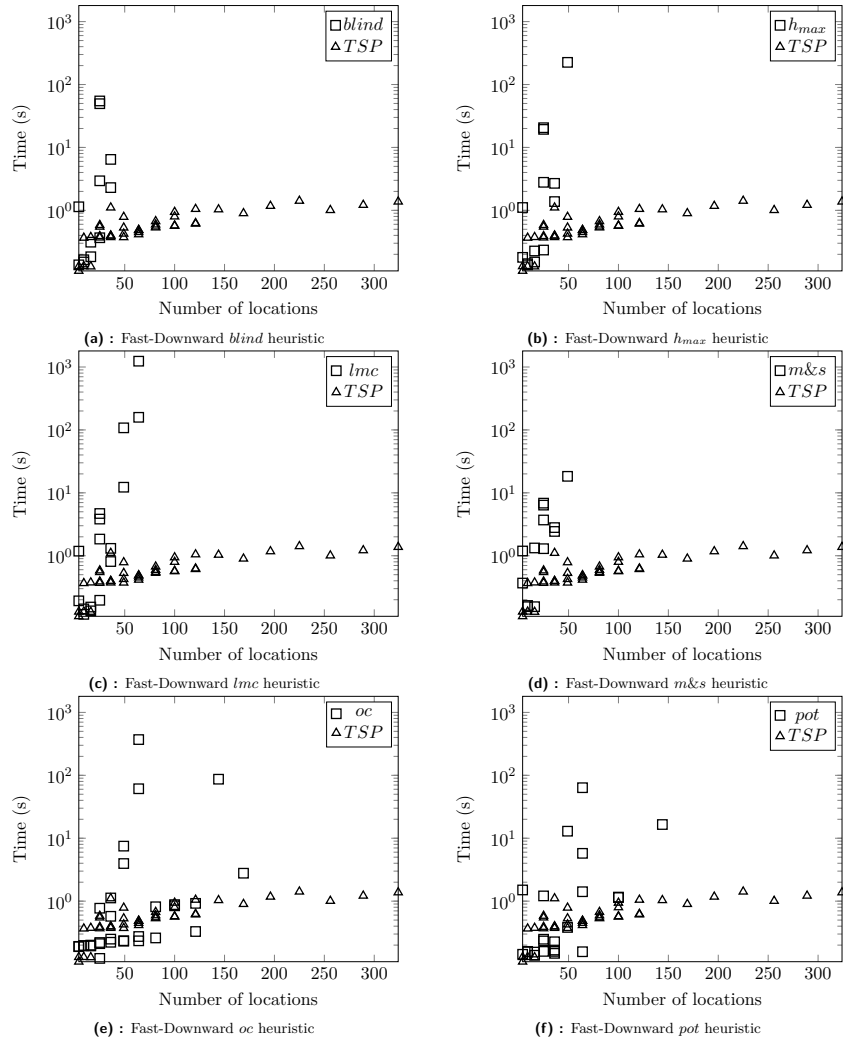 10³
10²
10¹
10⁰
Time (s)
blind
TSP
50 100 150 200 250 300
Number of locations
(a) : Fast-Downward blind heuristic
10³
10²
10¹
10⁰
Time (s)
h_max
TSP
50 100 150 200 250 300
Number of locations
(b) : Fast-Downward h_max heuristic
10³
10²
10¹
10⁰
Time (s)
lmc
TSP
50 100 150 200 250 300
Number of locations
(c) : Fast-Downward lmc heuristic
10³
10²
10¹
10⁰
Time (s)
m&s
TSP
50 100 150 200 250 300
Number of locations
(d) : Fast-Downward m&s heuristic
10³
10²
10¹
10⁰
Time (s)
oc
TSP
50 100 150 200 250 300
Number of locations
(e) : Fast-Downward oc heuristic
10³
10²
10¹
10⁰
Time (s)
pot
TSP
50 100 150 200 250 300
Number of locations
(f) : Fast-Downward pot heuristic